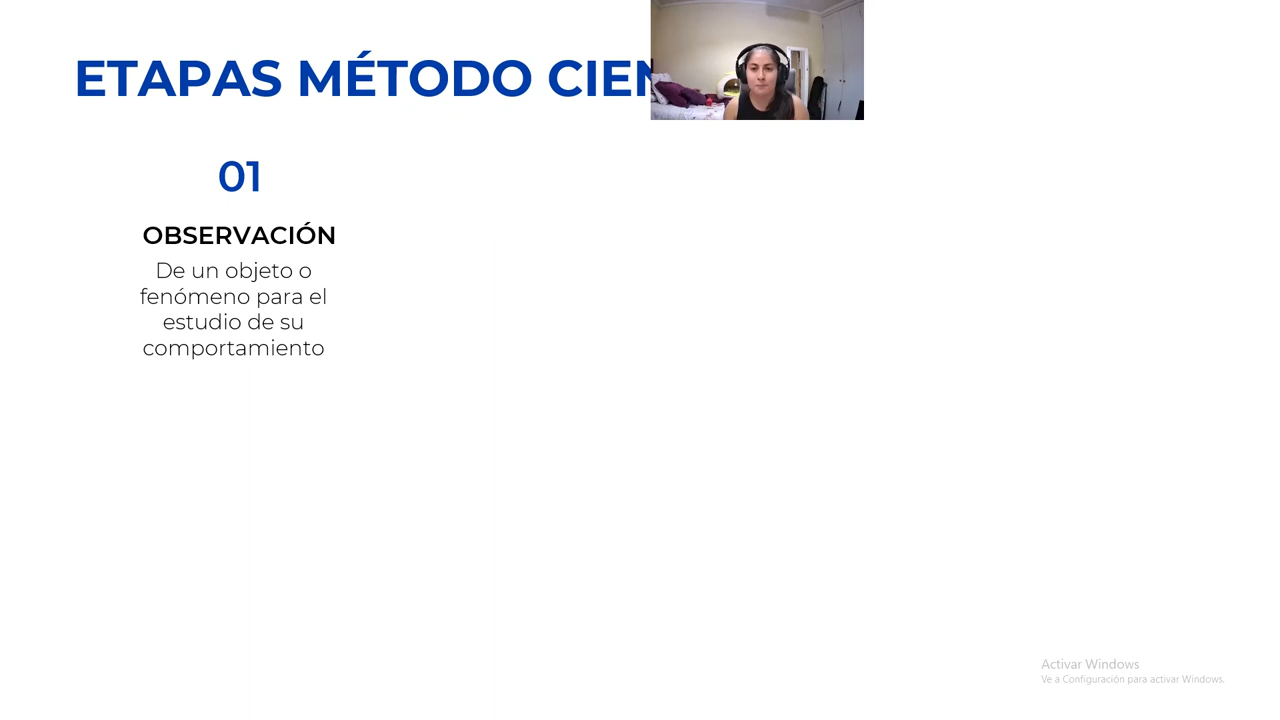 ETAPAS MÉTODO
01
OBSERVACIÓN
De un objeto o
fenómeno para el
estudio de su
comportamiento
Activar Windows
Ve a Configuración para activar Windows.